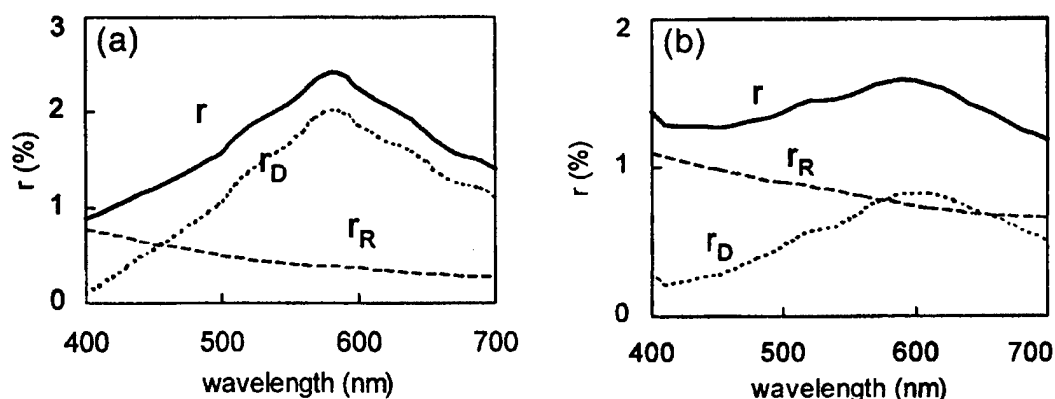 (a)
3
2
1
0
r (%)
r
r_D
r_R
400 500 600 700
wavelength (nm)
(b)
2
1
0
r (%)
r
r_R
r_D
400 500 600 700
wavelength (nm)